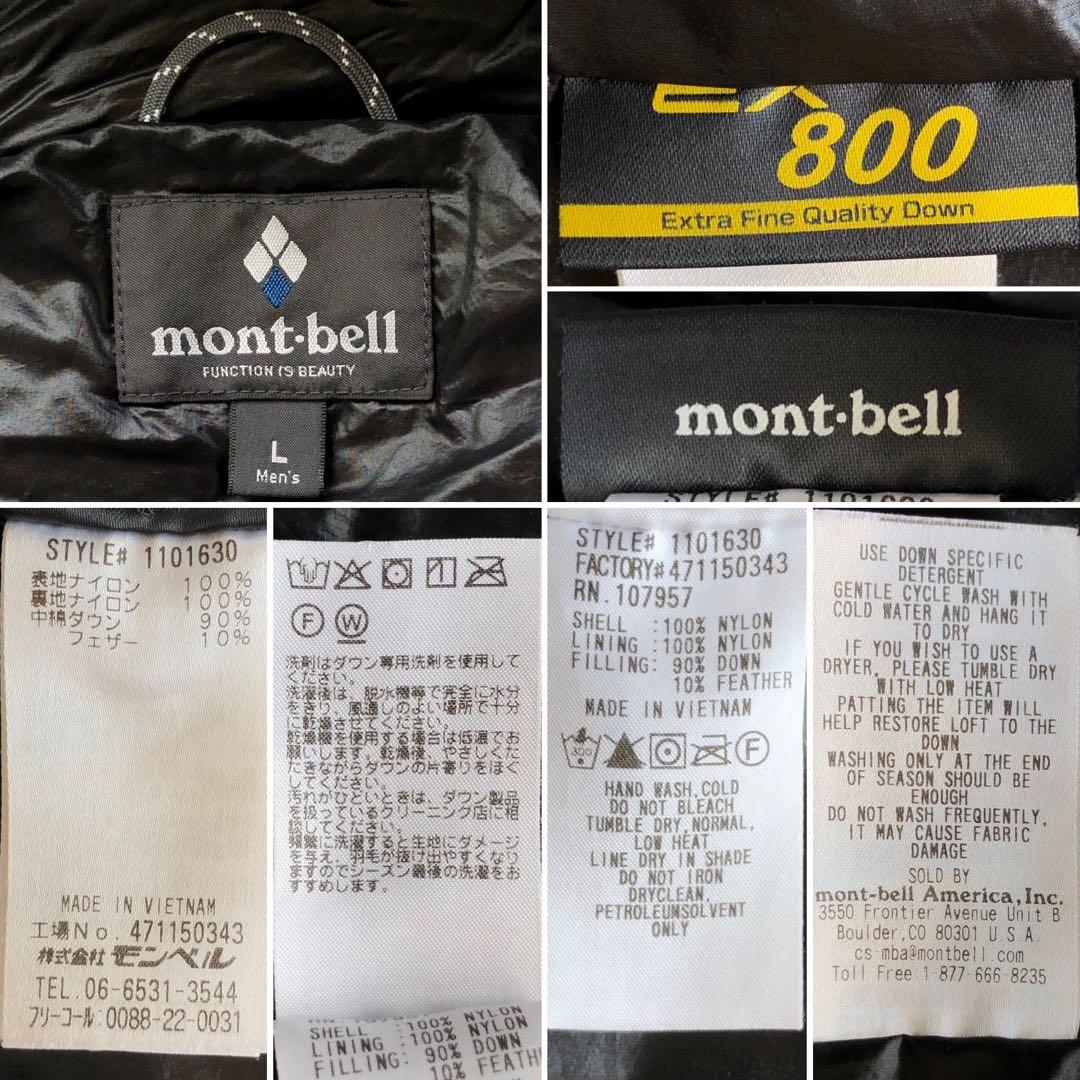 mont·bell
FUNCTION IS BEAUTY
L
Men's
EX
800
Extra Fine Quality Down
mont·bell
STYLE# 1101630
STYLE# 1101630
表地ナイロン 100%
裏地ナイロン 100%
中綿ダウン 90%
フェザー 10%
MADE IN VIETNAM
工場No. 471150343
株式会社 モンベル
TEL. 06-6531-3544
フリーコール: 0088-22-0031
F W
洗剤はダウン専用洗剤を使用して
ください。
洗濯後は、脱水機等で完全に水分
をきり、風通しのよい場所で十分
に乾燥させてください。
乾燥機を使用する場合は低温でお
願いします。乾燥後、やさしくた
たきながらダウンの片寄りをほぐ
してください。
汚れがひどいときは、ダウン製品
を扱っているクリーニング店に相
談してください。
頻繁に洗濯すると生地にダメージ
を与え、羽毛が抜け出やすくなり
ますのでシーズン最後の洗濯をお
すすめします。
SHELL :100% NYLON
LINING :100% NYLON
FILLING: 90% DOWN
10% FEATHE
STYLE# 1101630
FACTORY#471150343
RN. 107957
SHELL :100% NYLON
LINING :100% NYLON
FILLING: 90% DOWN
10% FEATHER
MADE IN VIETNAM
300 F
HAND WASH, COLD
DO NOT BLEACH
TUMBLE DRY, NORMAL,
LOW HEAT
LINE DRY IN SHADE
DO NOT IRON
DRYCLEAN,
PETROLEUMSOLVENT
ONLY
USE DOWN SPECIFIC
DETERGENT
GENTLE CYCLE WASH WITH
COLD WATER AND HANG IT
TO DRY
IF YOU WISH TO USE A
DRYER, PLEASE TUMBLE DRY
WITH LOW HEAT
PATTING THE ITEM WILL
HELP RESTORE LOFT TO THE
DOWN
WASHING ONLY AT THE END
OF SEASON SHOULD BE
ENOUGH
DO NOT WASH FREQUENTLY,
IT MAY CAUSE FABRIC
DAMAGE
SOLD BY
mont-bell America, Inc.
3550 Frontier Avenue Unit B
Boulder, CO 80301 U.S.A
cs-mba@montbell.com
Toll Free:1-877-666-8235